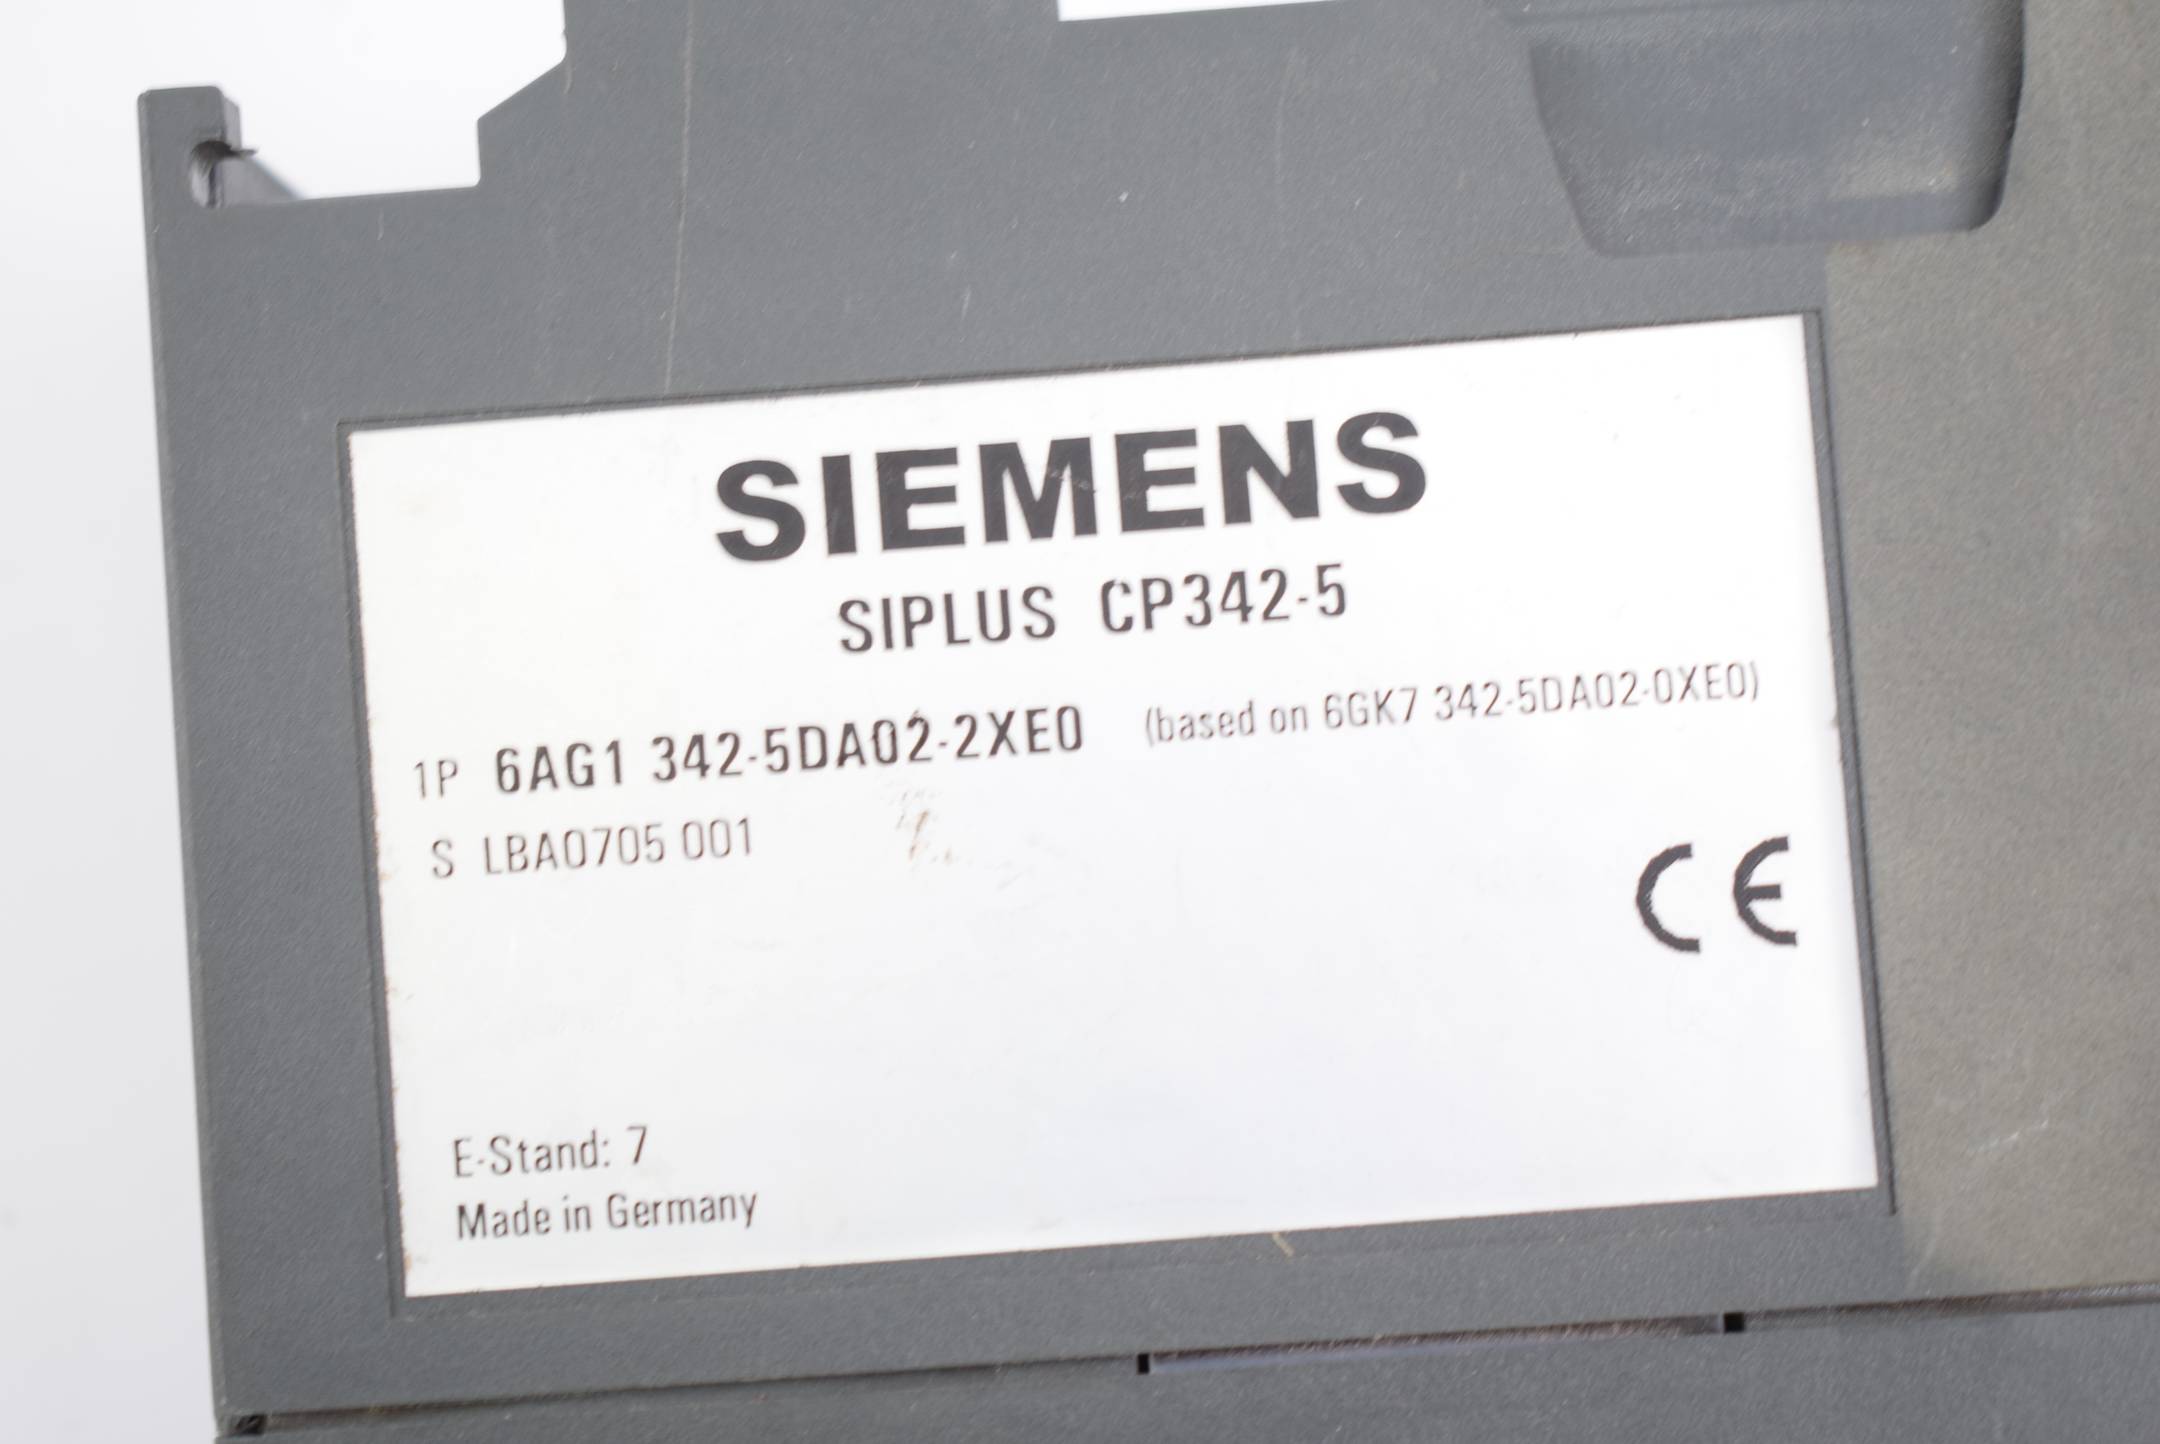 SIEMENS
SIPLUS CP342-5
1P 6AG1 342-5DA02-2XE0 (based on 6GK7 342-5DA02-0XE0)
S LBA0705 001
CE
E-Stand: 7
Made in Germany